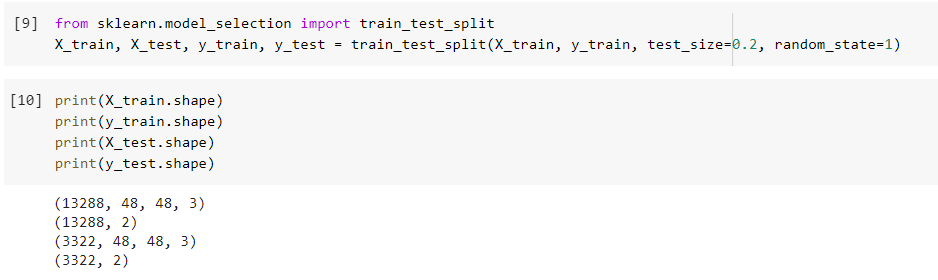 [9] from sklearn.model_selection import train_test_split
X_train, X_test, y_train, y_test = train_test_split(X_train, y_train, test_size=0.2, random_state=1)
[10] print(X_train.shape)
print(y_train.shape)
print(X_test.shape)
print(y_test.shape)
(13288, 48, 48, 3)
(13288, 2)
(3322, 48, 48, 3)
(3322, 2)